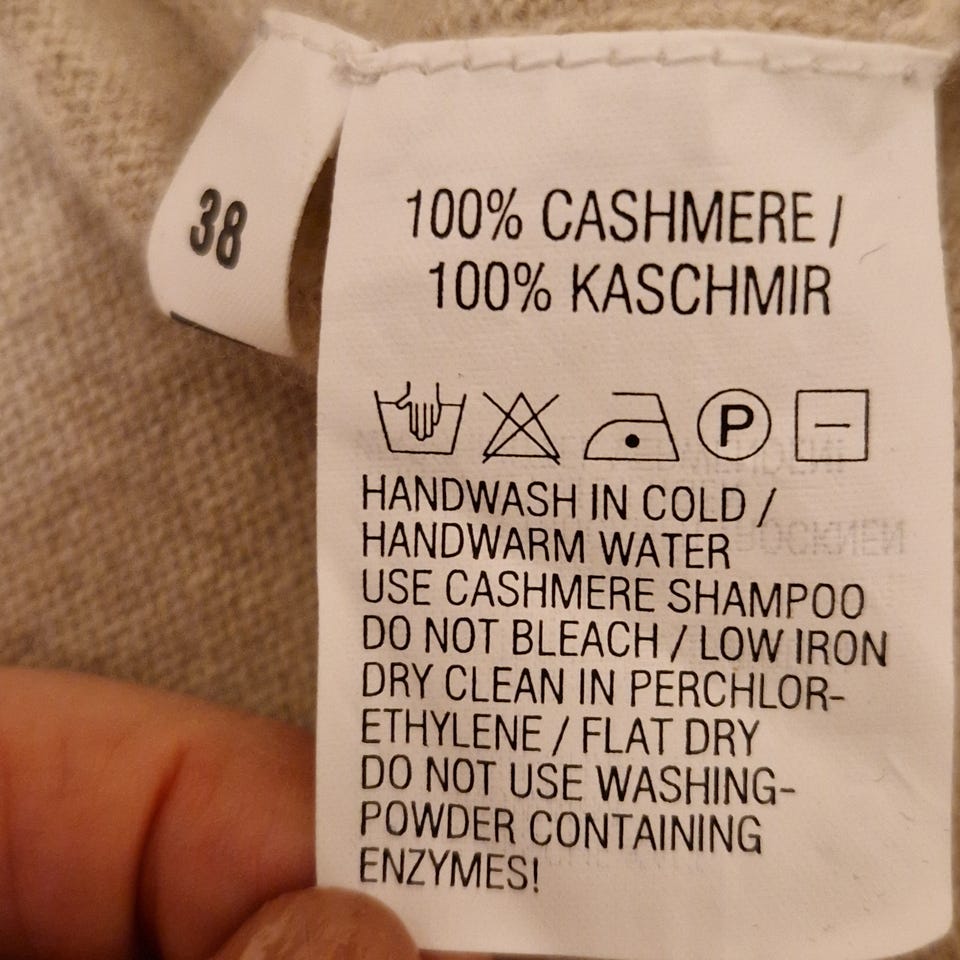 38
100% CASHMERE /
100% KASCHMIR
P
HANDWASH IN COLD /
HANDWARM WATER
USE CASHMERE SHAMPOO
DO NOT BLEACH / LOW IRON
DRY CLEAN IN PERCHLOR-
ETHYLENE / FLAT DRY
DO NOT USE WASHING-
POWDER CONTAINING
ENZYMES!